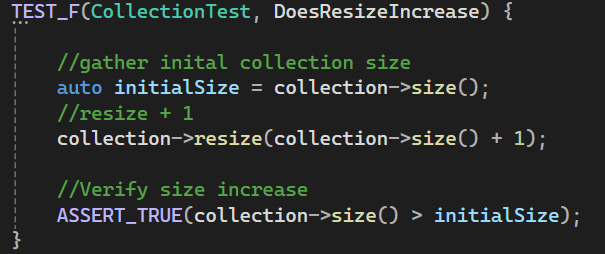 TEST_F(CollectionTest, DoesResizeIncrease) {
//gather inital collection size
auto initialSize = collection->size();
//resize + 1
collection->resize(collection->size() + 1);
//Verify size increase
ASSERT_TRUE(collection->size() > initialSize);
}